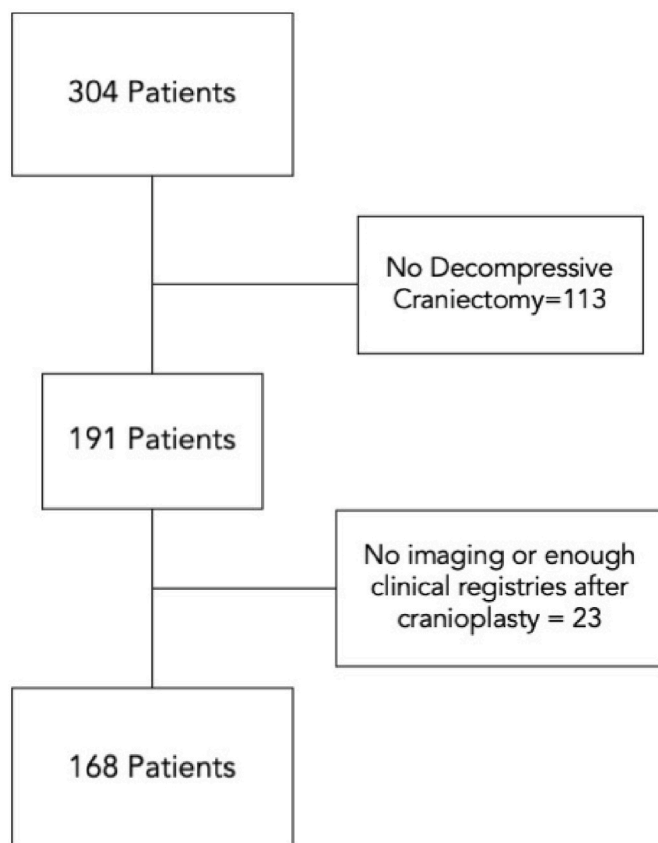 304 Patients
No Decompressive
Craniectomy=113
191 Patients
No imaging or enough
clinical registries after
cranioplasty = 23
168 Patients